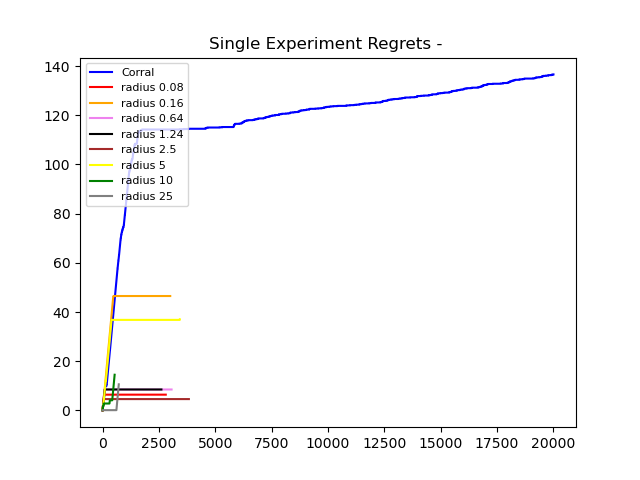 Single Experiment Regrets -
140
120
100
80
60
40
20
0
Corral
radius 0.08
radius 0.16
radius 0.64
radius 1.24
radius 2.5
radius 5
radius 10
radius 25
0 2500 5000 7500 10000 12500 15000 17500 20000